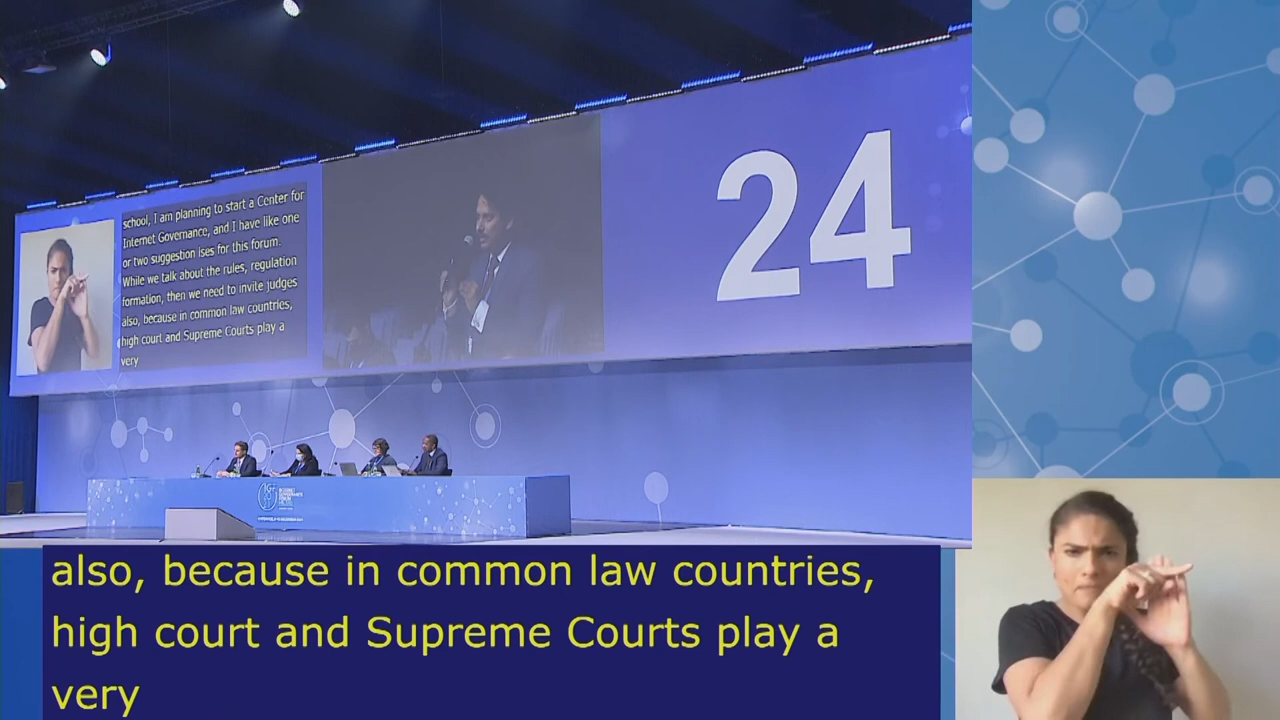 school, I am planning to start a Center for
Internet Governance, and I have like one
or two suggestion ises for this forum.
While we talk about the rules, regulation
formation, then we need to invite judges
also, because in common law countries,
high court and Supreme Courts play a
very
24
INTERNET
GOVERNANCE
FORUM
also, because in common law countries,
high court and Supreme Courts play a
very